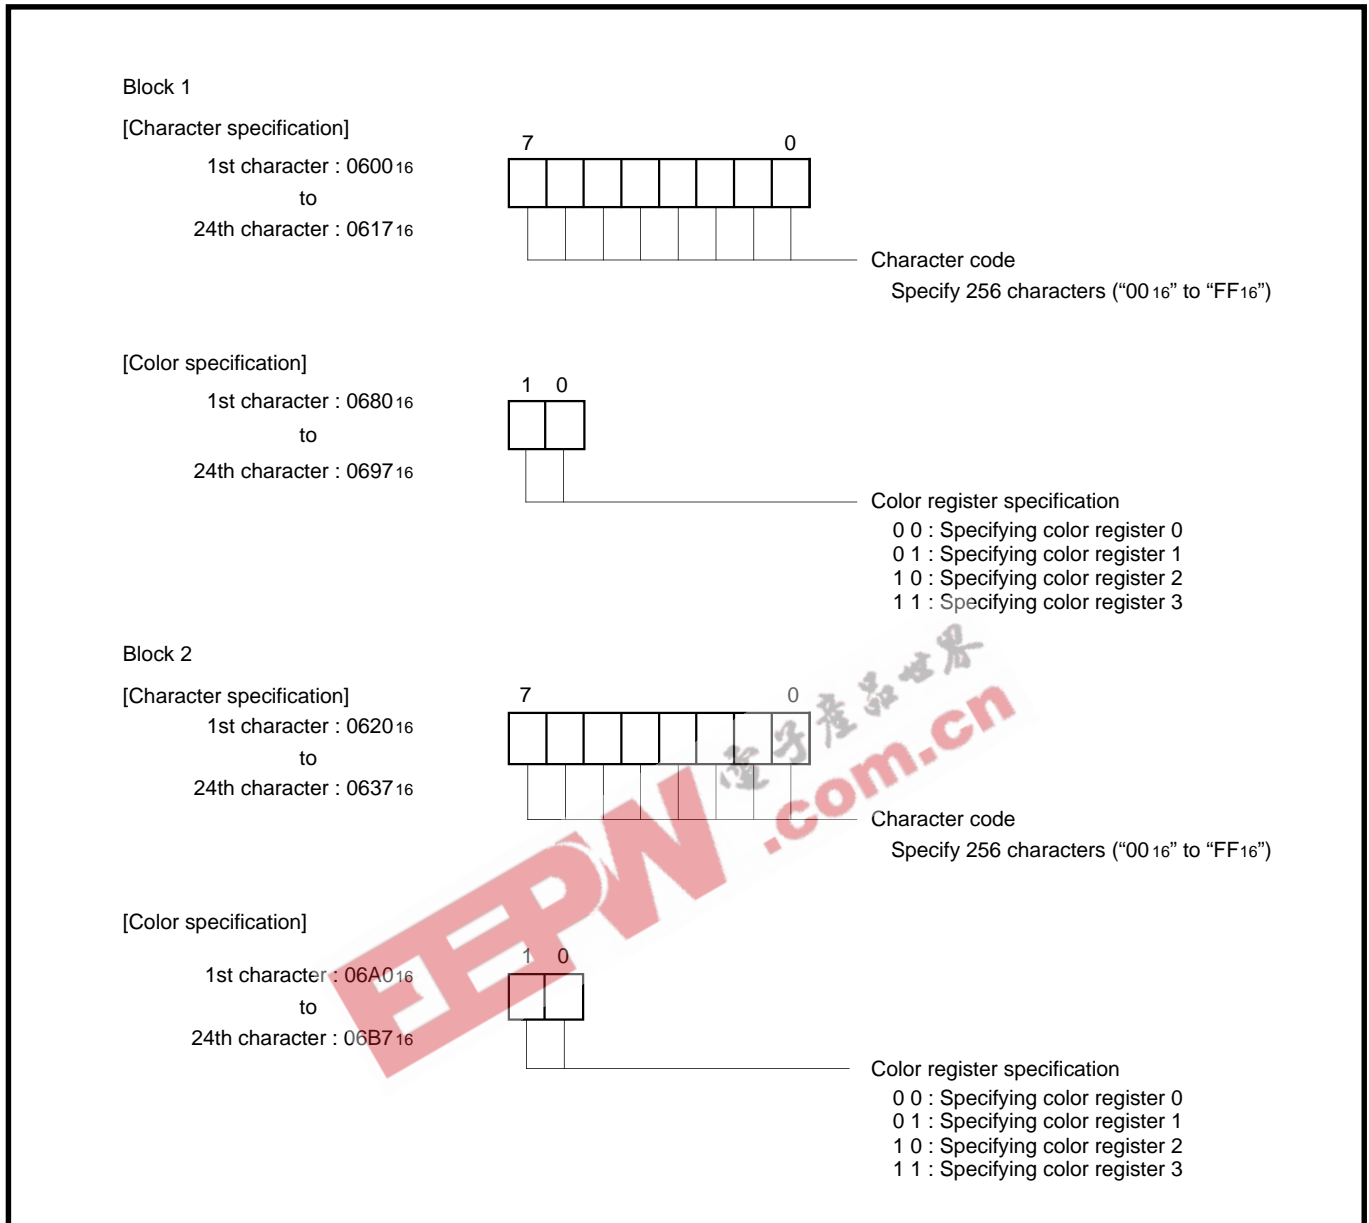 Block 1
[Character specification]
7 0
1st character : 0600₁₆
to
24th character : 0617₁₆
Character code
Specify 256 characters (“00₁₆” to “FF₁₆”)
[Color specification]
1 0
1st character : 0680₁₆
to
24th character : 0697₁₆
Color register specification
0 0 : Specifying color register 0
0 1 : Specifying color register 1
1 0 : Specifying color register 2
1 1 : Specifying color register 3
Block 2
[Character specification]
7 0
1st character : 0620₁₆
to
24th character : 0637₁₆
Character code
Specify 256 characters (“00₁₆” to “FF₁₆”)
[Color specification]
1 0
1st character : 06A0₁₆
to
24th character : 06B7₁₆
Color register specification
0 0 : Specifying color register 0
0 1 : Specifying color register 1
1 0 : Specifying color register 2
1 1 : Specifying color register 3
電子產品世界
EEPW.com.cn